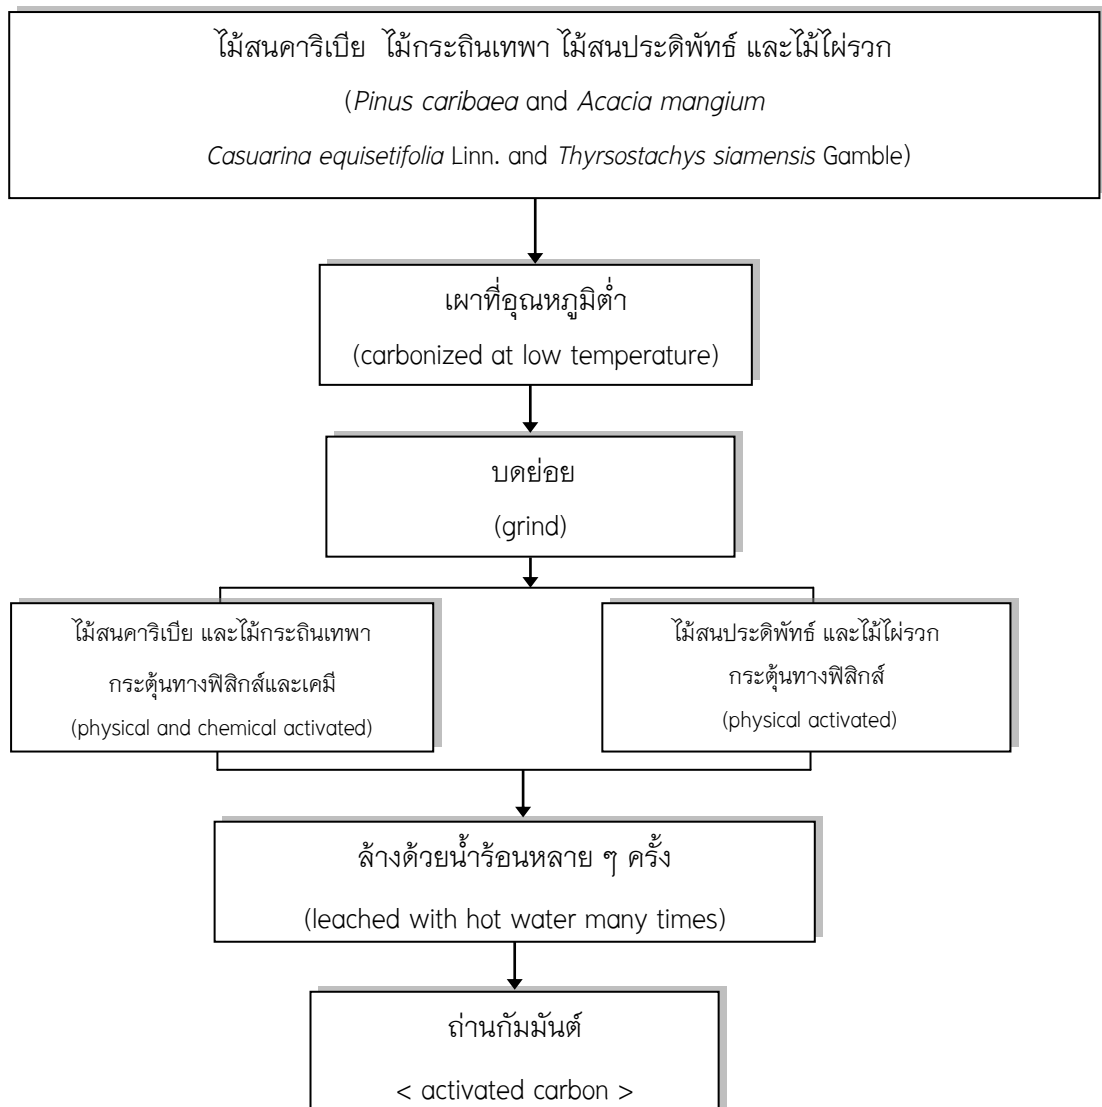 ไม้สนคาริเบีย ไม้กระถินเทพา ไม้สนประดิพัทธ์ และไม้ไผ่รวก
(Pinus caribaea and Acacia mangium
Casuarina equisetifolia Linn. and Thyrsostachys siamensis Gamble)
เผาที่อุณหภูมิต่ำ
(carbonized at low temperature)
บดย่อย
(grind)
ไม้สนคาริเบีย และไม้กระถินเทพา
กระตุ้นทางฟิสิกส์และเคมี
(physical and chemical activated)
ไม้สนประดิพัทธ์ และไม้ไผ่รวก
กระตุ้นทางฟิสิกส์
(physical activated)
ล้างด้วยน้ำร้อนหลาย ๆ ครั้ง
(leached with hot water many times)
ถ่านกัมมันต์
< activated carbon >